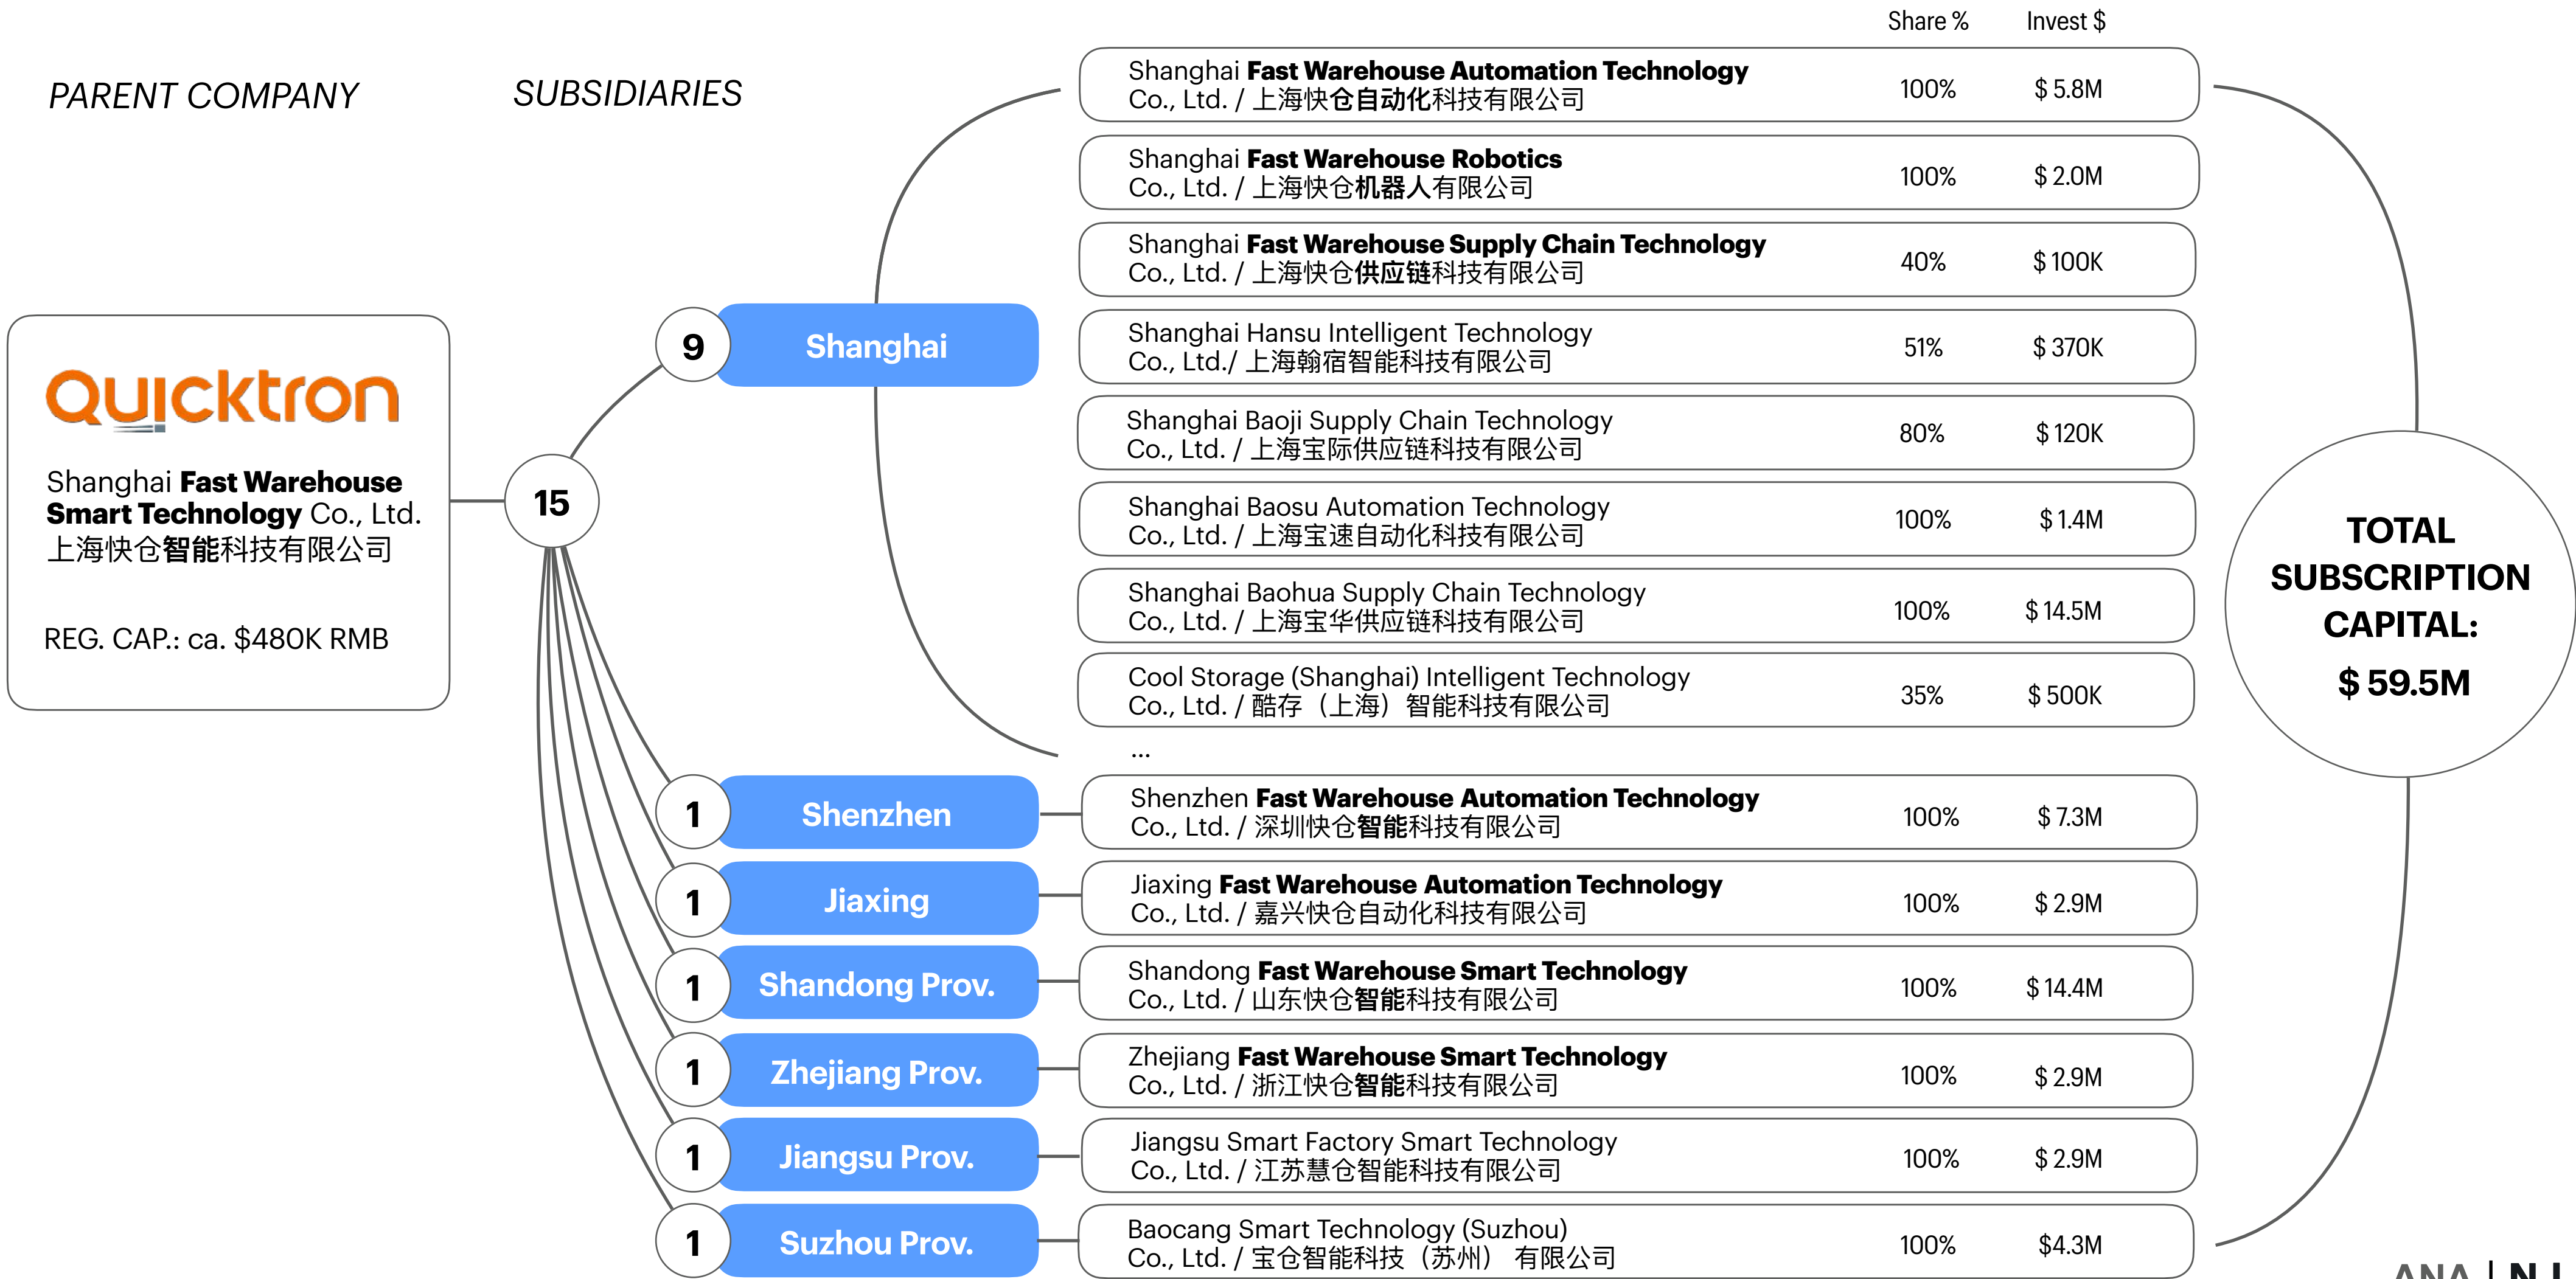 Share %
Invest $
PARENT COMPANY
SUBSIDIARIES
Quicktron
Shanghai Fast Warehouse
Smart Technology Co., Ltd.
上海快仓智能科技有限公司
REG. CAP.: ca. $480K RMB
15
9
Shanghai
Shanghai Fast Warehouse Automation Technology
Co., Ltd. / 上海快仓自动化科技有限公司
100%
$ 5.8M
Shanghai Fast Warehouse Robotics
Co., Ltd. / 上海快仓机器人有限公司
100%
$ 2.0M
Shanghai Fast Warehouse Supply Chain Technology
Co., Ltd. / 上海快仓供应链科技有限公司
40%
$ 100K
Shanghai Hansu Intelligent Technology
Co., Ltd./ 上海翰宿智能科技有限公司
51%
$ 370K
Shanghai Baoji Supply Chain Technology
Co., Ltd. / 上海宝际供应链科技有限公司
80%
$ 120K
Shanghai Baosu Automation Technology
Co., Ltd. / 上海宝速自动化科技有限公司
100%
$ 1.4M
Shanghai Baohua Supply Chain Technology
Co., Ltd. / 上海宝华供应链科技有限公司
100%
$ 14.5M
Cool Storage (Shanghai) Intelligent Technology
Co., Ltd. / 酷存（上海）智能科技有限公司
35%
$ 500K
...
1
Shenzhen
Shenzhen Fast Warehouse Automation Technology
Co., Ltd. / 深圳快仓智能科技有限公司
100%
$ 7.3M
1
Jiaxing
Jiaxing Fast Warehouse Automation Technology
Co., Ltd. / 嘉兴快仓自动化科技有限公司
100%
$ 2.9M
1
Shandong Prov.
Shandong Fast Warehouse Smart Technology
Co., Ltd. / 山东快仓智能科技有限公司
100%
$ 14.4M
1
Zhejiang Prov.
Zhejiang Fast Warehouse Smart Technology
Co., Ltd. / 浙江快仓智能科技有限公司
100%
$ 2.9M
1
Jiangsu Prov.
Jiangsu Smart Factory Smart Technology
Co., Ltd. / 江苏慧仓智能科技有限公司
100%
$ 2.9M
1
Suzhou Prov.
Baocang Smart Technology (Suzhou)
Co., Ltd. / 宝仓智能科技（苏州） 有限公司
100%
$4.3M
TOTAL
SUBSCRIPTION
CAPITAL:
$ 59.5M